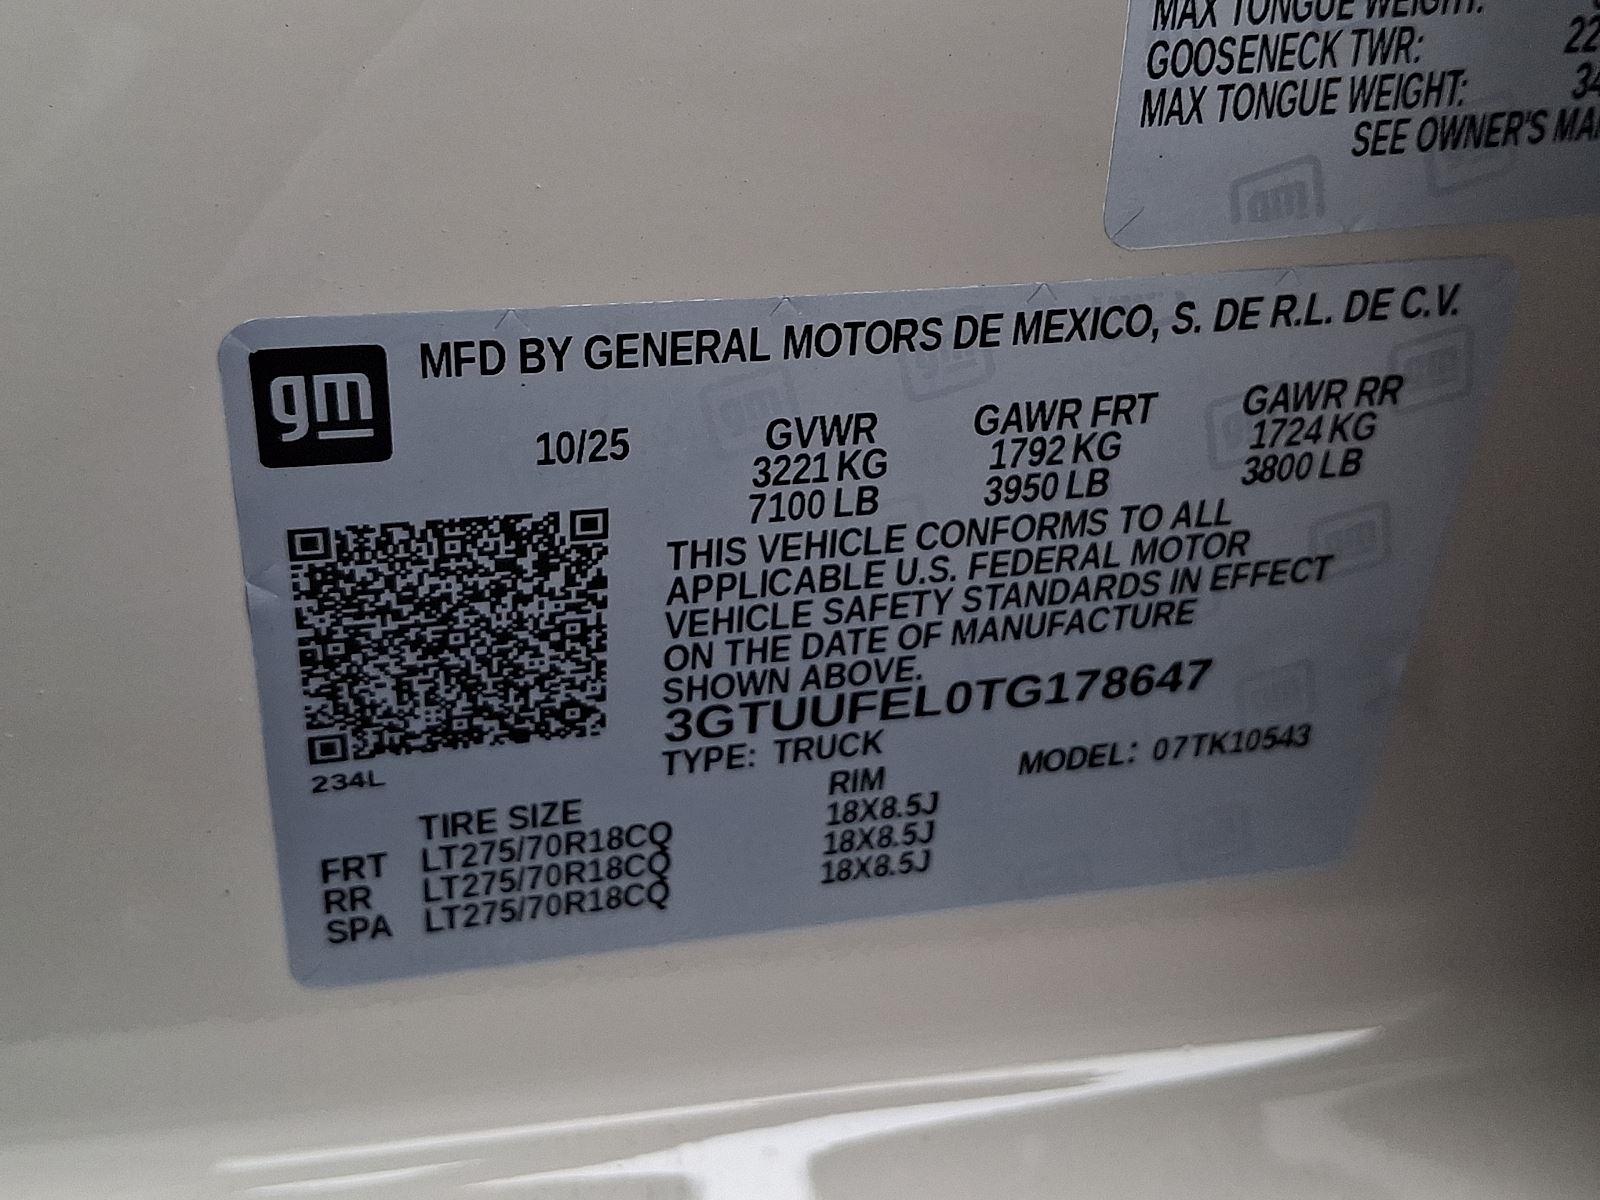 MAX TONGUE WEIGHT:
GOOSENECK TWR: 22
MAX TONGUE WEIGHT: 34
SEE OWNER'S MA
gm
MFD BY GENERAL MOTORS DE MEXICO, S. DE R.L. DE C.V.
10/25 GVWR GAWR FRT GAWR RR
3221 KG 1792 KG 1724 KG
7100 LB 3950 LB 3800 LB
THIS VEHICLE CONFORMS TO ALL
APPLICABLE U.S. FEDERAL MOTOR
VEHICLE SAFETY STANDARDS IN EFFECT
ON THE DATE OF MANUFACTURE
SHOWN ABOVE.
3GTUUFEL0TG178647
TYPE: TRUCK MODEL: 07TK10543
234L
TIRE SIZE RIM
FRT LT275/70R18CQ 18X8.5J
RR LT275/70R18CQ 18X8.5J
SPA LT275/70R18CQ 18X8.5J